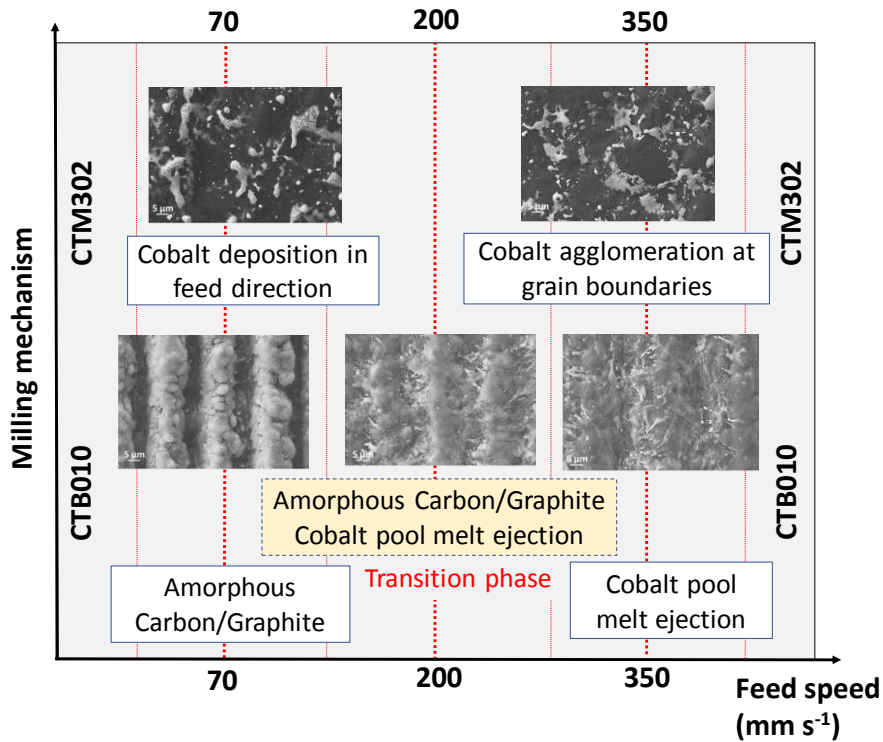 70
200
350
Milling mechanism
CTM302
CTM302
5 µm
5 µm
Cobalt deposition in
feed direction
Cobalt agglomeration at
grain boundaries
CTB010
CTB010
5 µm
5 µm
5 µm
Amorphous Carbon/Graphite
Cobalt pool melt ejection
Transition phase
Amorphous
Carbon/Graphite
Cobalt pool
melt ejection
70
200
350
Feed speed
(mm s⁻¹)